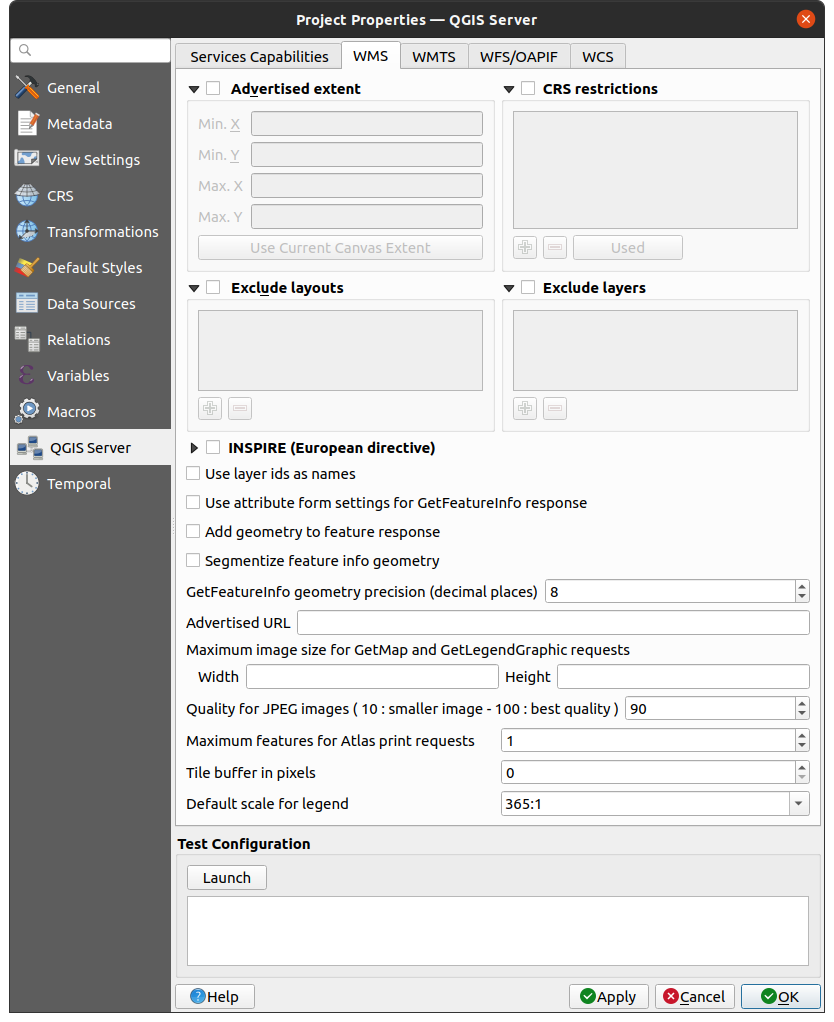 Project Properties — QGIS Server
Services Capabilities
WMS
WMTS
WFS/OAPIF
WCS
General
Metadata
View Settings
CRS
Transformations
Default Styles
Data Sources
Relations
Variables
Macros
QGIS Server
Temporal
Advertised extent
Min. X
Min. Y
Max. X
Max. Y
Use Current Canvas Extent
CRS restrictions
Used
Exclude layouts
Exclude layers
INSPIRE (European directive)
Use layer ids as names
Use attribute form settings for GetFeatureInfo response
Add geometry to feature response
Segmentize feature info geometry
GetFeatureInfo geometry precision (decimal places) 8
Advertised URL
Maximum image size for GetMap and GetLegendGraphic requests
Width Height
Quality for JPEG images ( 10 : smaller image - 100 : best quality ) 90
Maximum features for Atlas print requests 1
Tile buffer in pixels 0
Default scale for legend 365:1
Test Configuration
Launch
Help Apply Cancel OK